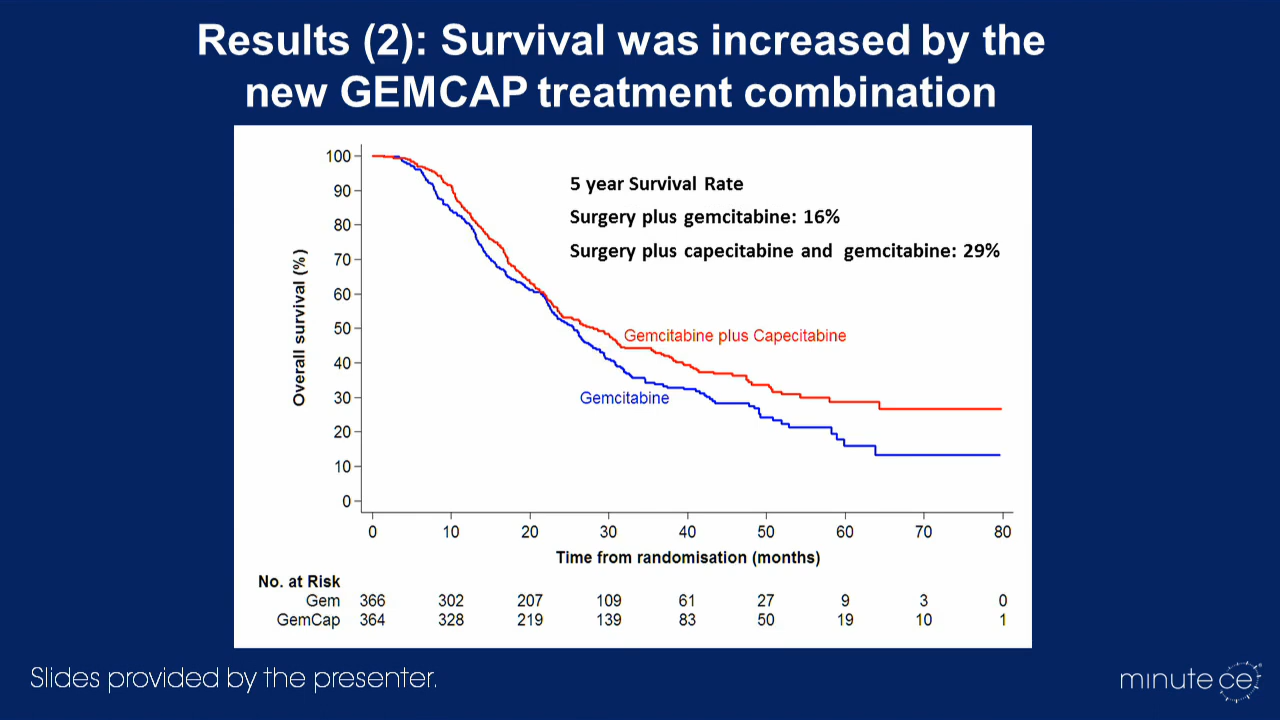 Results (2): Survival was increased by the
new GEMCAP treatment combination
100
90
80
70
60
50
40
30
20
10
0
Overall survival (%)
5 year Survival Rate
Surgery plus gemcitabine: 16%
Surgery plus capecitabine and gemcitabine: 29%
Gemcitabine plus Capecitabine
Gemcitabine
0 10 20 30 40 50 60 70 80
Time from randomisation (months)
No. at Risk
Gem 366 302 207 109 61 27 9 3 0
GemCap 364 328 219 139 83 50 19 10 1
Slides provided by the presenter.
minute ce